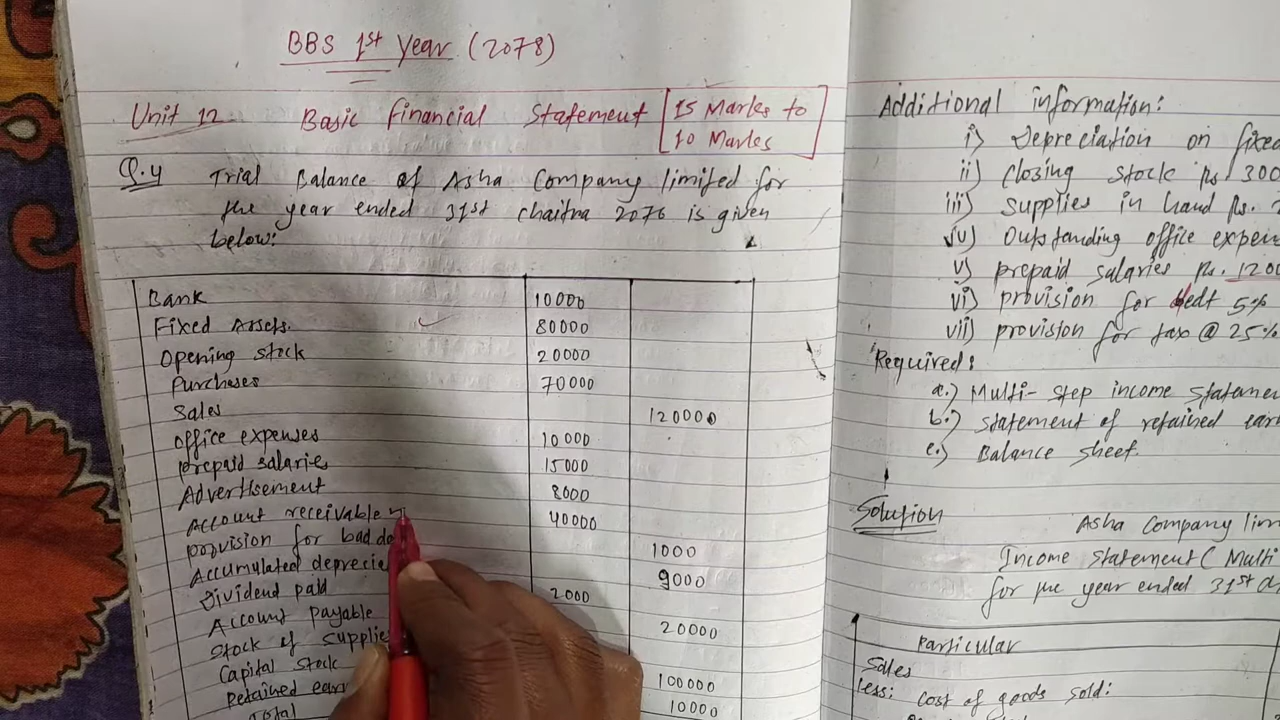 BBS 1st Year (2078)
Unit 12 Basic Financial Statement [15 Marks to
10 Marks]
Q.4 Trial Balance of Asha Company limited for
the year ended 31st chaitra 2076 is given
below:
Bank 10000
Fixed Assets. 80000
Opening stock 20000
Purchases 70000
Sales 120000
Office expenses 10000
prepaid salaries 15000
Advertisement 8000
Account receivable 40000
provision for bad 1000
Accumulated 9000
Dividend paid 2000
Account payable 20000
Stock of
Capital stock 100000
Retained 10000
Total
Additional information:
i) Depreciation on fixed
ii) Closing stock Rs. 300
iii) supplies in hand Rs.
iv) Outstanding office
v) prepaid salaries Rs. 1200
vi) provision for 5%
vii) provision for tax @ 25%
Required:
a.) Multi-step income
b.) Statement of retained
c.) Balance sheet.
Solution
Asha Company
Income Statement (Multi
for the year ended 31st
Particular
Sales
less: cost of goods sold: